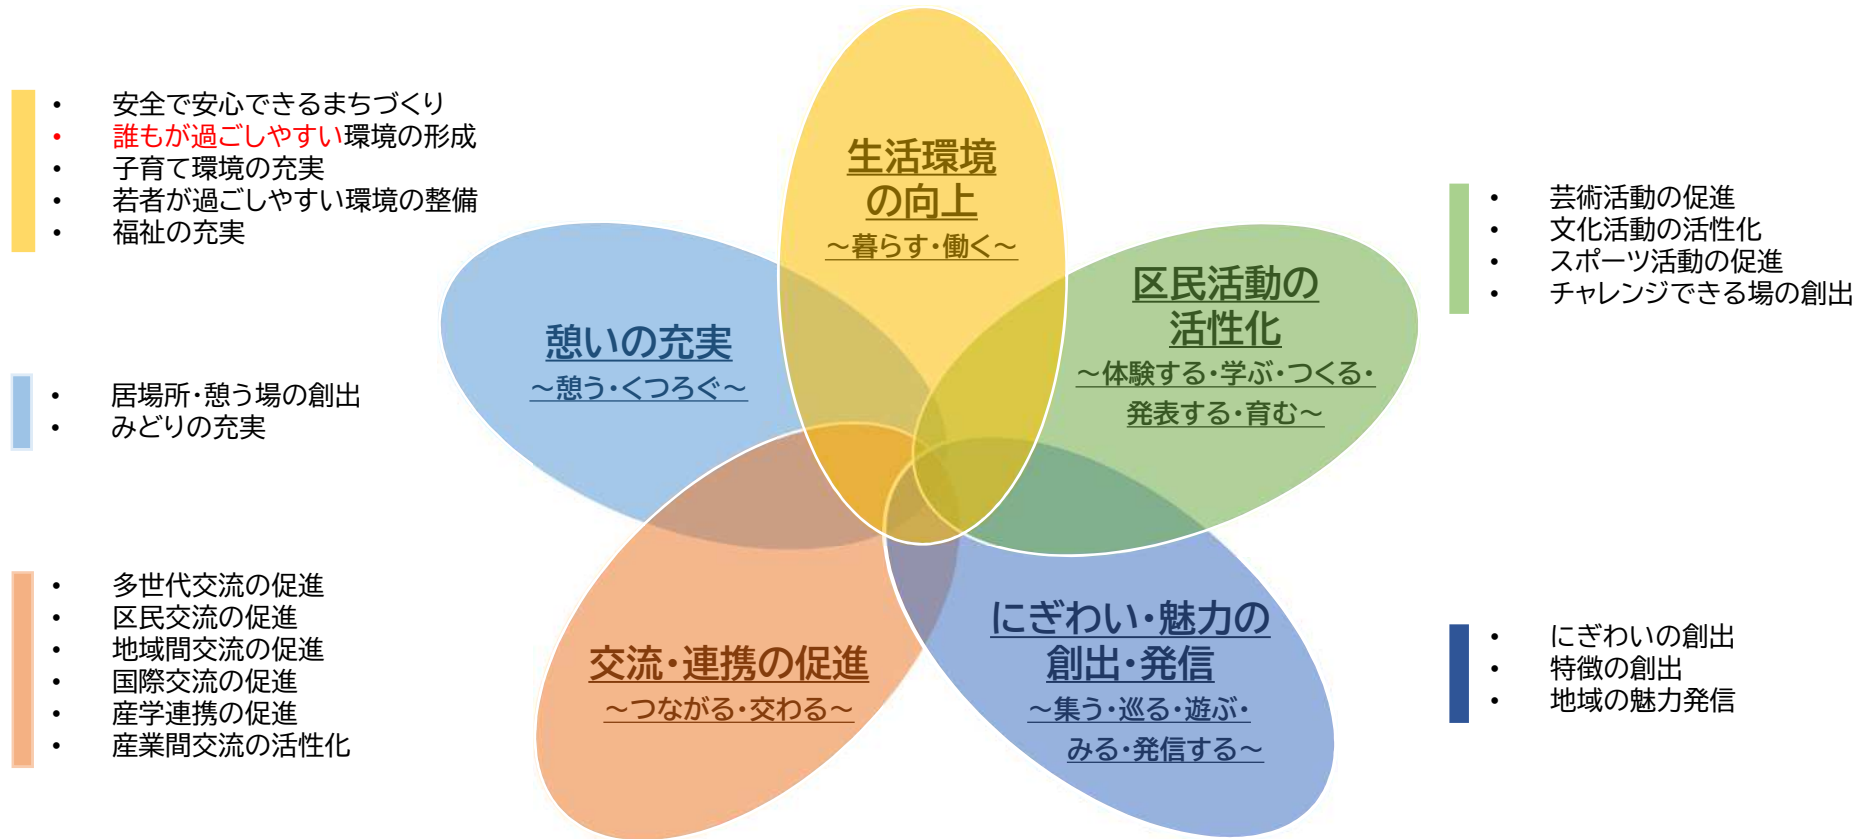 • 安全で安心できるまちづくり
• 誰もが過ごしやすい環境の形成
• 子育て環境の充実
• 若者が過ごしやすい環境の整備
• 福祉の充実
• 居場所・憩う場の創出
• みどりの充実
• 多世代交流の促進
• 区民交流の促進
• 地域間交流の促進
• 国際交流の促進
• 産学連携の促進
• 産業間交流の活性化
生活環境
の向上
～暮らす・働く～
憩いの充実
～憩う・くつろぐ～
区民活動の
活性化
～体験する・学ぶ・つくる・
発表する・育む～
交流・連携の促進
～つながる・交わる～
にぎわい・魅力の
創出・発信
～集う・巡る・遊ぶ・
みる・発信する～
• 芸術活動の促進
• 文化活動の活性化
• スポーツ活動の促進
• チャレンジできる場の創出
• にぎわいの創出
• 特徴の創出
• 地域の魅力発信